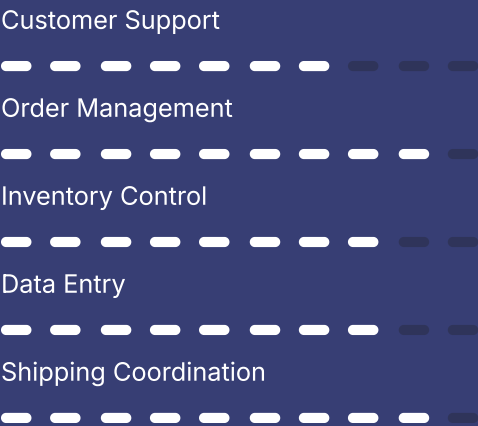 Customer Support
Order Management
Inventory Control
Data Entry
Shipping Coordination